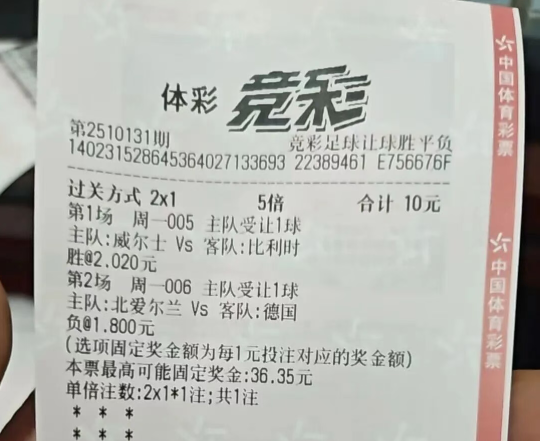 体彩 竞彩
第2510131期 竞彩足球让球胜平负
140231528645364027133693 22389461 E756676F
过关方式 2x1 5倍 合计 10元
第1场 周一005 主队受让1球
主队:威尔士 Vs 客队:比利时
胜@2.020元
第2场 周一006 主队受让1球
主队:北爱尔兰 Vs 客队:德国
负@1.800元
(选项固定奖金额为每1元投注对应的奖金额)
本票最高可能固定奖金:36.35元
单倍注数:2x1*1注;共1注
* * *
* * *
中国体育彩票
中国体育彩票